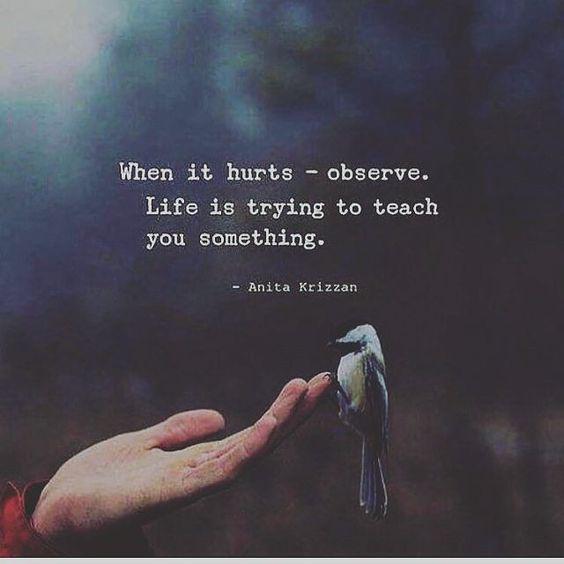 When it hurts – observe.
Life is trying to teach
you something.
– Anita Krizzan